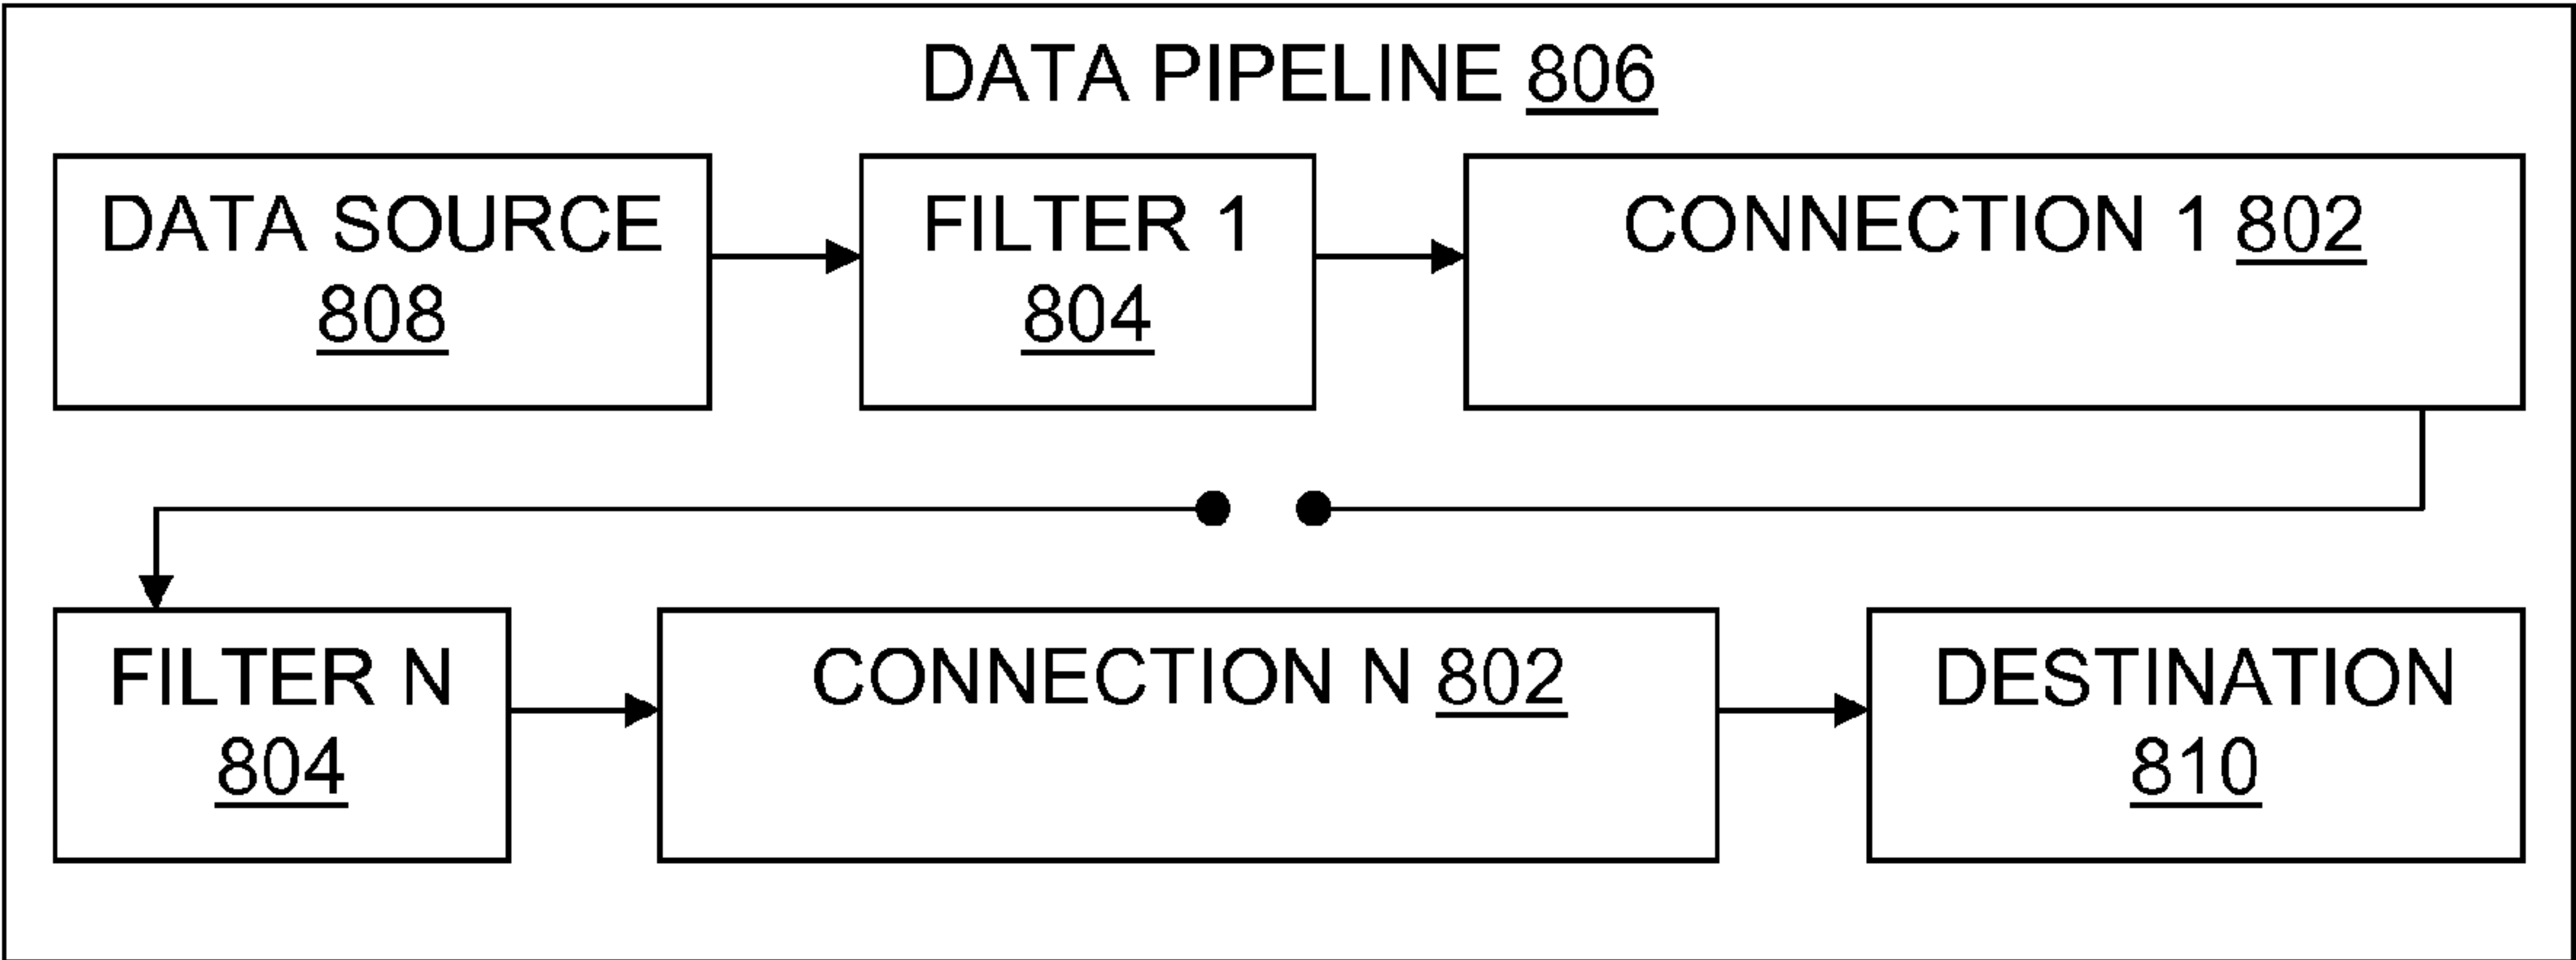 DATA PIPELINE 806
DATA SOURCE
808
FILTER 1
804
CONNECTION 1 802
FILTER N
804
CONNECTION N 802
DESTINATION
810